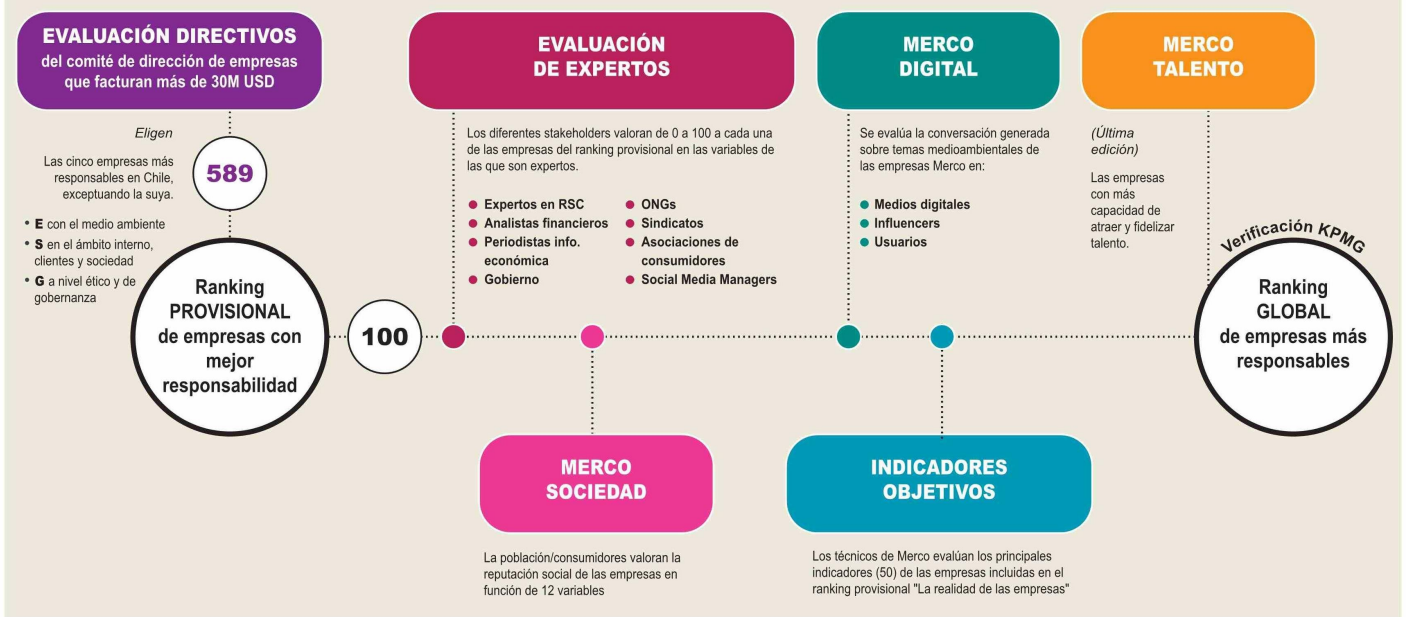 EVALUACIÓN DIRECTIVOS
del comité de dirección de empresas
que facturan más de 30M USD
Eligen
Las cinco empresas más
responsables en Chile,
exceptuando la suya.
• E con el medio ambiente
• S en el ámbito interno,
clientes y sociedad
• G a nivel ético y de
gobernanza
589
Ranking
PROVISIONAL
de empresas con
mejor
responsabilidad
100
EVALUACIÓN
DE EXPERTOS
Los diferentes stakeholders valoran de 0 a 100 a cada una
de las empresas del ranking provisional en las variables de
las que son expertos.
● Expertos en RSC
● Analistas financieros
● Periodistas info.
económica
● Gobierno
● ONGs
● Sindicatos
● Asociaciones de
consumidores
● Social Media Managers
MERCO
SOCIEDAD
La población/consumidores valoran la
reputación social de las empresas en
función de 12 variables
MERCO
DIGITAL
Se evalúa la conversación generada
sobre temas medioambientales de
las empresas Merco en:
● Medios digitales
● Influencers
● Usuarios
INDICADORES
OBJETIVOS
Los técnicos de Merco evalúan los principales
indicadores (50) de las empresas incluidas en el
ranking provisional "La realidad de las empresas"
MERCO
TALENTO
(Última
edición)
Las empresas
con más
capacidad de
atraer y fidelizar
talento.
Verificación KPMG
Ranking
GLOBAL
de empresas más
responsables